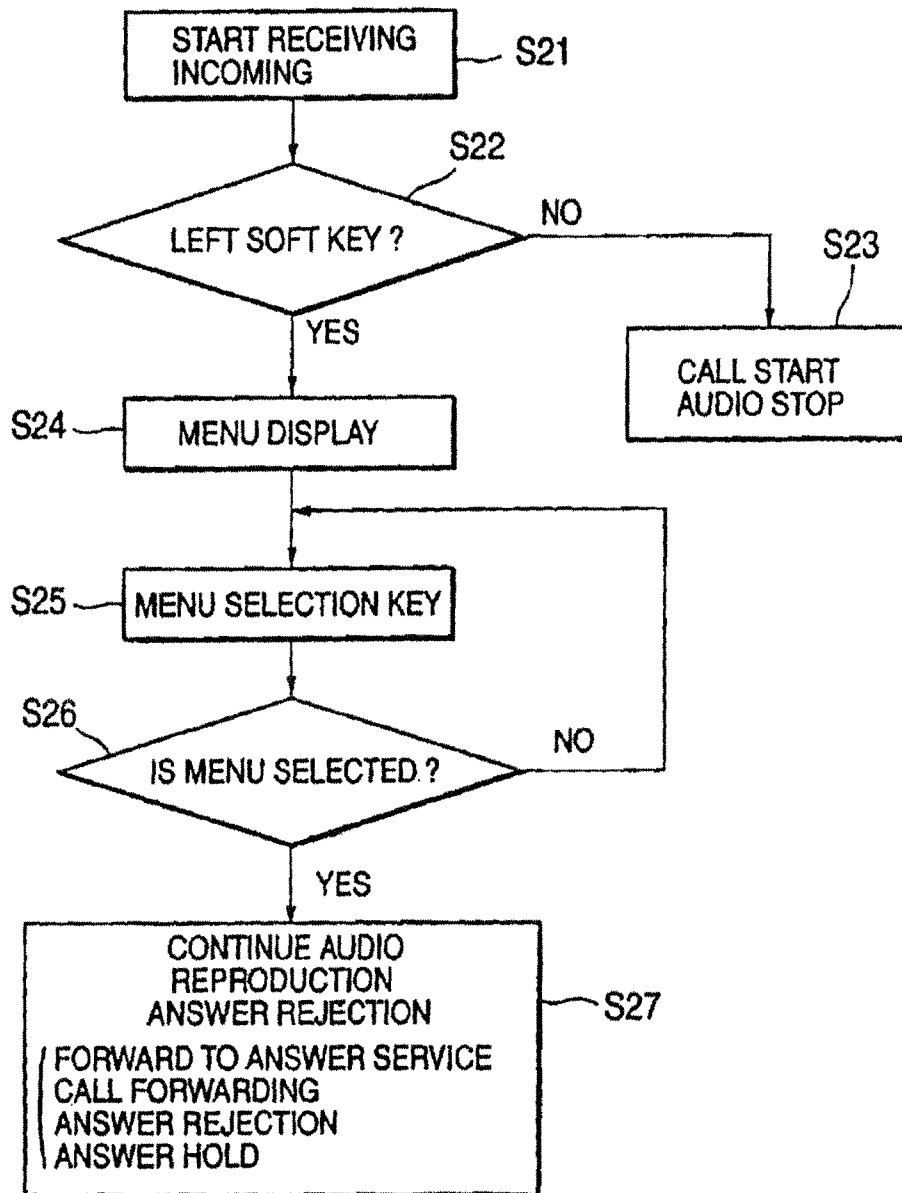 START RECEIVING
INCOMING
S21
S22
LEFT SOFT KEY ?
NO
S23
YES
CALL START
AUDIO STOP
S24
MENU DISPLAY
S25
MENU SELECTION KEY
S26
IS MENU SELECTED ?
NO
YES
CONTINUE AUDIO
REPRODUCTION
ANSWER REJECTION
S27
FORWARD TO ANSWER SERVICE
CALL FORWARDING
ANSWER REJECTION
ANSWER HOLD